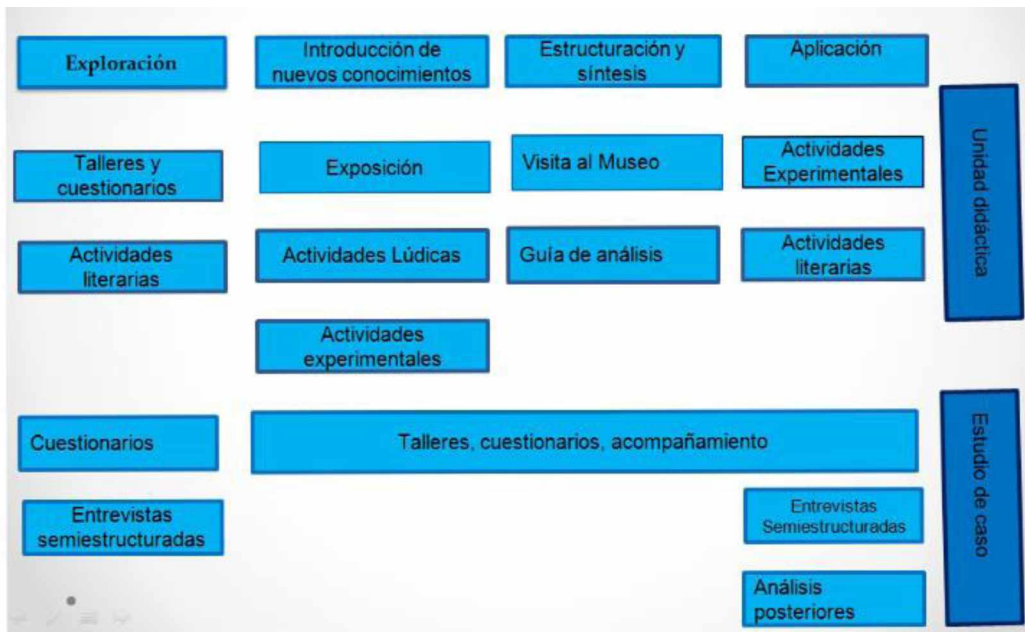 Exploración
Introducción de
nuevos conocimientos
Estructuración y
síntesis
Aplicación
Talleres y
cuestionarios
Exposición
Visita al Museo
Actividades
Experimentales
Actividades
literarias
Actividades Lúdicas
Guía de análisis
Actividades
literarias
Actividades
experimentales
Unidad didáctica
Cuestionarios
Talleres, cuestionarios, acompañamiento
Entrevistas
semiestructuradas
Entrevistas
Semiestructuradas
Análisis
posteriores
Estudio de caso